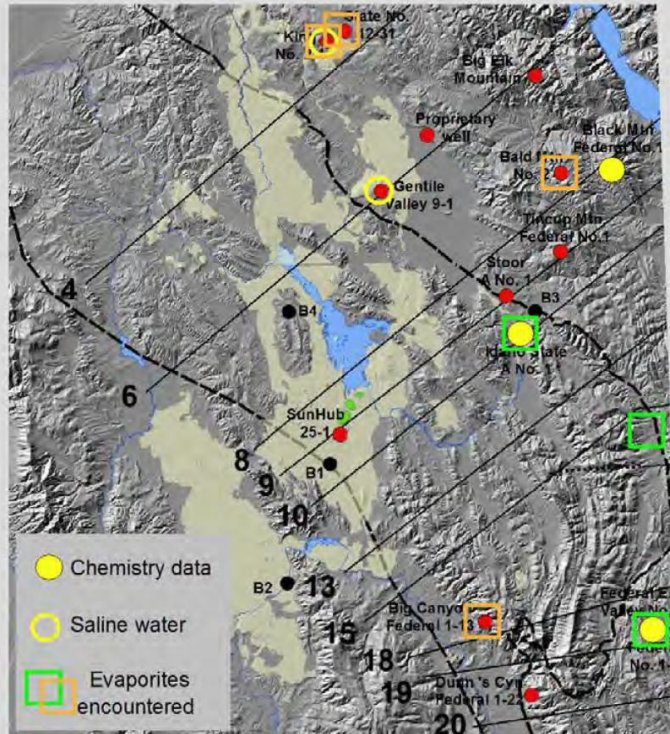 State No.
12-31
King
No.
Big Elk
Mountain
Proprietary
well
Black Mtn
Federal No.1
Bald Mtn
No. 2
Gentile
Valley 9-1
Tincup Mtn
Federal No.1
Stoor
A No. 1
B3
B4
4
Idaho State
A No. 1
6
SunHub
25-1
8
B1
9
10
Chemistry data
B2
13
Saline water
Big Canyon
Federal 1-13
15
Federal El
Valley No.
18
No. 1
Evaporites
encountered
19
Dunn's Cyn
Federal 1-22
20